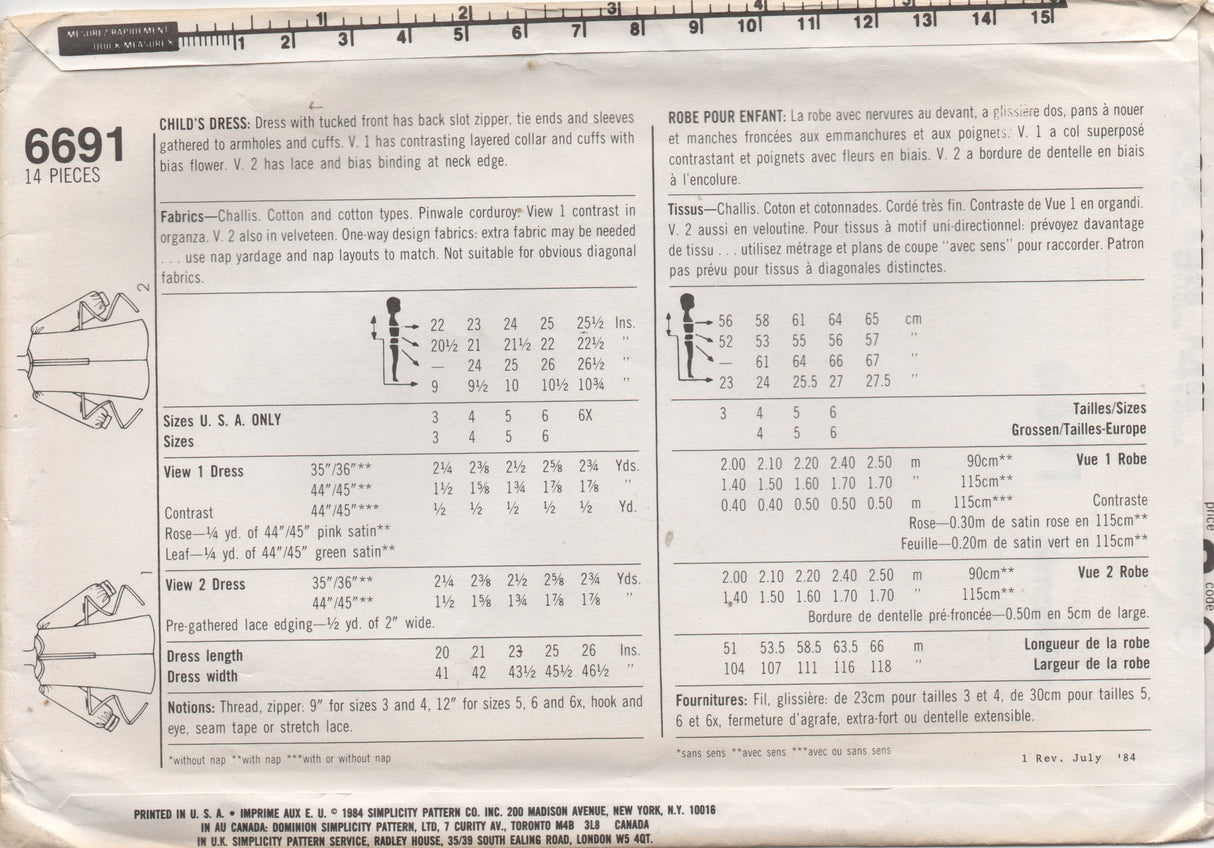 MESUREZ RAPIDEMENT
QUICK-MEASURES
1 2 3 4 5
1 2 3 4 5 6 7 8 9 10 11 12 13 14 15
6691
14 PIECES
CHILD'S DRESS: Dress with tucked front has back slot zipper, tie ends and sleeves
gathered to armholes and cuffs. V. 1 has contrasting layered collar and cuffs with
bias flower. V. 2 has lace and bias binding at neck edge.
Fabrics—Challis. Cotton and cotton types. Pinwale corduroy. View 1 contrast in
organza. V. 2 also in velveteen. One-way design fabrics: extra fabric may be needed
. . . use nap yardage and nap layouts to match. Not suitable for obvious diagonal
fabrics.
22 23 24 25 25½ Ins.
20½ 21 21½ 22 22½ "
— 24 25 26 26½ "
9 9½ 10 10½ 10¾ "
Sizes U. S. A. ONLY 3 4 5 6 6X
Sizes 3 4 5 6
View 1 Dress 35"/36"** 2¼ 2⅜ 2½ 2⅝ 2¾ Yds.
44"/45"** 1½ 1⅝ 1¾ 1⅞ 1⅞ "
Contrast 44"/45"*** ½ ½ ½ ½ ½ Yd.
Rose—¼ yd. of 44"/45" pink satin**
Leaf—¼ yd. of 44"/45" green satin**
View 2 Dress 35"/36"** 2¼ 2⅜ 2½ 2⅝ 2¾ Yds.
44"/45"** 1½ 1⅝ 1¾ 1⅞ 1⅞ "
Pre-gathered lace edging—½ yd. of 2" wide.
Dress length 20 21 23 25 26 Ins.
Dress width 41 42 43½ 45½ 46½ "
Notions: Thread, zipper: 9" for sizes 3 and 4, 12" for sizes 5, 6 and 6x, hook and
eye, seam tape or stretch lace.
*without nap **with nap ***with or without nap
2
1
ROBE POUR ENFANT: La robe avec nervures au devant, a glissière dos, pans à nouer
et manches froncées aux emmanchures et aux poignets. V. 1 a col superposé
contrastant et poignets avec fleurs en biais. V. 2 a bordure de dentelle en biais
à l'encolure.
Tissus—Challis. Coton et cotonnades. Cordé très fin. Contraste de Vue 1 en organdi.
V. 2 aussi en veloutine. Pour tissus à motif uni-directionnel: prévoyez davantage
de tissu . . . utilisez métrage et plans de coupe "avec sens" pour raccorder. Patron
pas prévu pour tissus à diagonales distinctes.
56 58 61 64 65 cm
52 53 55 56 57 "
— 61 64 66 67 "
23 24 25.5 27 27.5 "
3 4 5 6 Tailles/Sizes
4 5 6 Grossen/Tailles-Europe
2.00 2.10 2.20 2.40 2.50 m 90cm** Vue 1 Robe
1.40 1.50 1.60 1.70 1.70 " 115cm**
0.40 0.40 0.50 0.50 0.50 m 115cm*** Contraste
Rose—0.30m de satin rose en 115cm**
Feuille—0.20m de satin vert en 115cm**
2.00 2.10 2.20 2.40 2.50 m 90cm** Vue 2 Robe
1.40 1.50 1.60 1.70 1.70 " 115cm**
Bordure de dentelle pré-froncée—0.50m en 5cm de large.
51 53.5 58.5 63.5 66 m Longueur de la robe
104 107 111 116 118 " Largeur de la robe
Fournitures: Fil, glissière: de 23cm pour tailles 3 et 4, de 30cm pour tailles 5,
6 et 6x, fermeture d'agrafe, extra-fort ou dentelle extensible.
*sans sens **avec sens ***avec ou sans sens
1 Rev. July '84
PRINTED IN U. S. A. • IMPRIME AUX E. U. © 1984 SIMPLICITY PATTERN CO. INC. 200 MADISON AVENUE, NEW YORK, N.Y. 10016
IN AU CANADA: DOMINION SIMPLICITY PATTERN, LTD, 7 CURITY AV., TORONTO M4B 3L8 CANADA
IN U.K. SIMPLICITY PATTERN SERVICE, RADLEY HOUSE, 35/39 SOUTH EALING ROAD, LONDON W5 4QT.
price
code